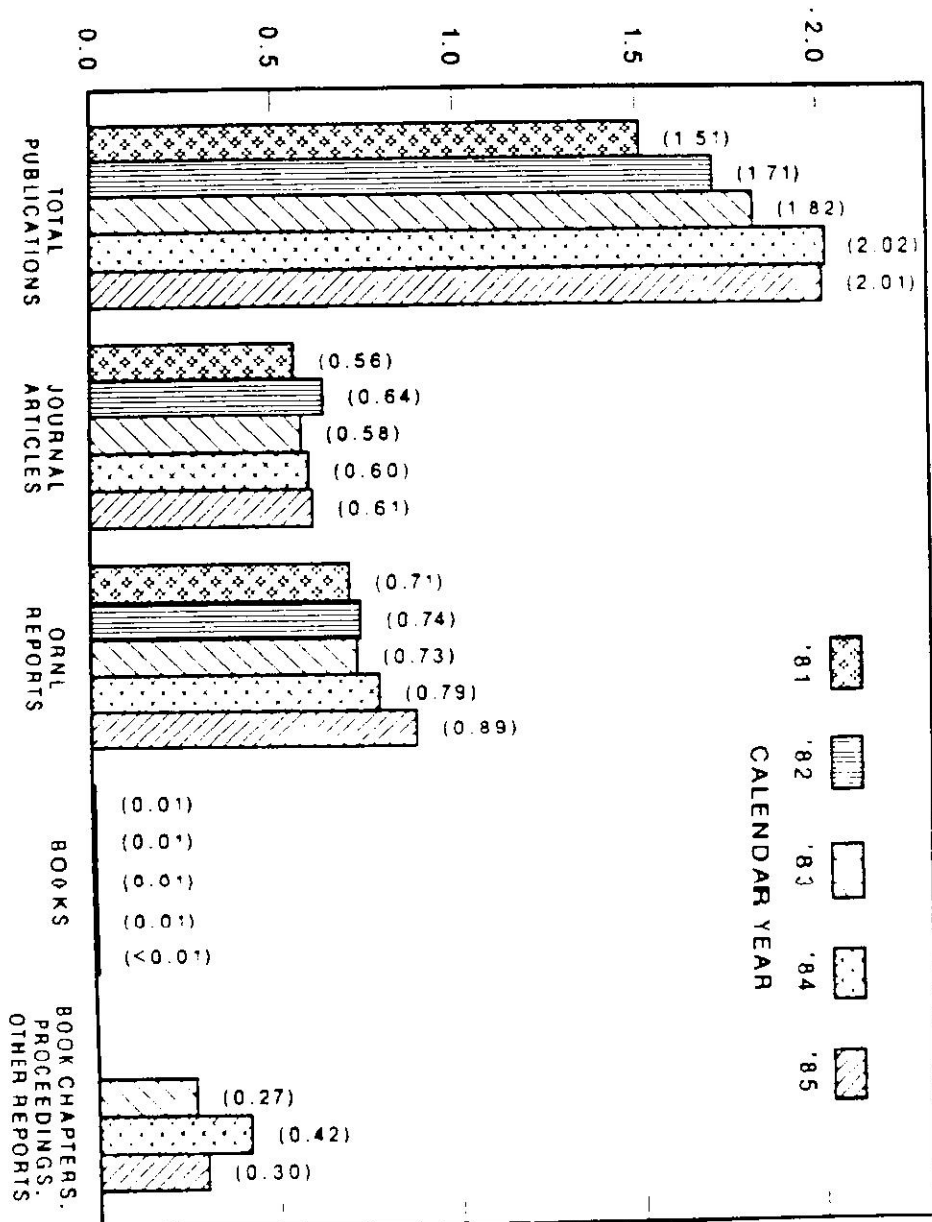 .2.0
1.5
1.0
0.5
0.0
(1.51)
(1.71)
(1.82)
(2.02)
(2.01)
(0.56)
(0.64)
(0.58)
(0.60)
(0.61)
(0.71)
(0.74)
(0.73)
(0.79)
(0.89)
(0.01)
(0.01)
(0.01)
(0.01)
(<0.01)
(0.27)
(0.42)
(0.30)
'81 '82 '83 '84 '85
CALENDAR YEAR
TOTAL
PUBLICATIONS
JOURNAL
ARTICLES
ORNL
REPORTS
BOOKS
BOOK CHAPTERS,
PROCEEDINGS,
OTHER REPORTS